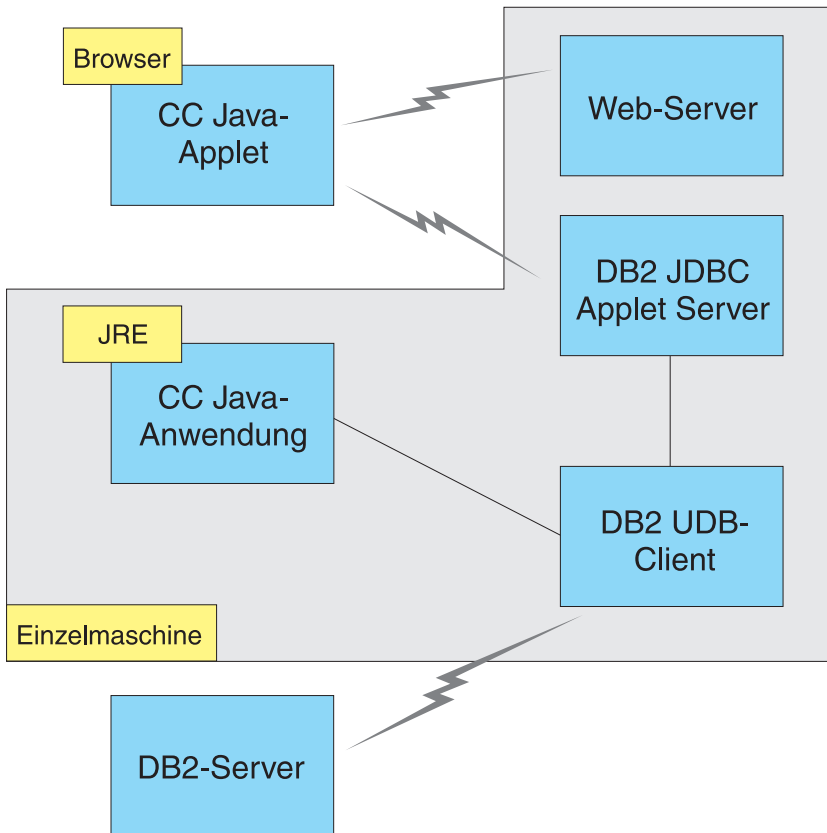 Browser
CC Java-
Applet
Web-Server
DB2 JDBC
Applet Server
JRE
CC Java-
Anwendung
DB2 UDB-
Client
Einzelmaschine
DB2-Server